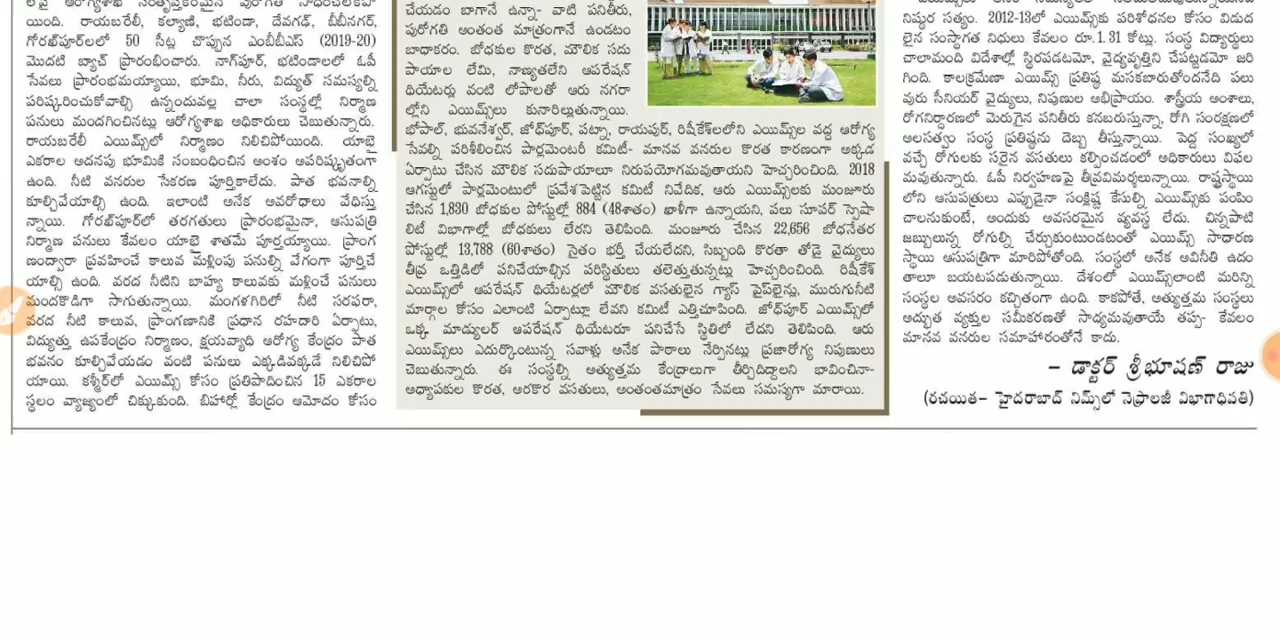 యింది. రాయబరేలీ, కల్యాణి, భటిండా, దేవగఢ్, బీబీనగర్,
గోరఖ్‌పూర్‌లలో 50 సీట్ల చొప్పున ఎంబీబీఎస్ (2019-20)
మొదటి బ్యాచ్ ప్రారంభించారు. నాగ్‌పూర్, భటిండాలలో ఓపీ
సేవలు ప్రారంభమయ్యాయి, భూమి, నీరు, విద్యుత్ సమస్యల్ని
పరిష్కరించుకోవాల్సి ఉన్నందువల్ల చాలా సంస్థల్లో నిర్మాణ
పనులు మందగించినట్లు ఆరోగ్యశాఖ అధికారులు చెబుతున్నారు.
రాయబరేలీ ఎయిమ్స్‌లో నిర్మాణం నిలిచిపోయింది. యాభై
ఎకరాల అదనపు భూమికి సంబంధించిన అంశం అపరిష్కృతంగా
ఉంది. నీటి వనరుల సేకరణ పూర్తికాలేదు. పాత భవనాల్ని
కూల్చివేయాల్సి ఉంది. ఇలాంటి అనేక అవరోధాలు వేధిస్తు
న్నాయి. గోరఖ్‌పూర్‌లో తరగతులు ప్రారంభమైనా, ఆసుపత్రి
నిర్మాణ పనులు కేవలం యాభై శాతమే పూర్తయ్యాయి. ప్రాంగ
ణంద్వారా ప్రవహించే కాలువ మళ్లింపు పనుల్ని వేగంగా పూర్తిచే
యాల్సి ఉంది. వరద నీటిని బాహ్య కాలువకు మళ్లించే పనులు
మందకొడిగా సాగుతున్నాయి. మంగళగిరిలో నీటి సరఫరా,
వరద నీటి కాలువ, ప్రాంగణానికి ప్రధాన రహదారి ఏర్పాటు,
విద్యుత్తు ఉపకేంద్రం నిర్మాణం, క్షయవ్యాధి ఆరోగ్య కేంద్రం పాత
భవనం కూల్చివేయడం వంటి పనులు ఎక్కడివక్కడే నిలిచిపో
యాయి. కశ్మీర్‌లో ఎయిమ్స్ కోసం ప్రతిపాదించిన 15 ఎకరాల
స్థలం వ్యాజ్యంలో చిక్కుకుంది. బిహార్లో కేంద్రం ఆమోదం కోసం
చేయడం బాగానే ఉన్నా- వాటి పనితీరు,
పురోగతి అంతంత మాత్రంగానే ఉండటం
బాధాకరం. బోధకుల కొరత, మౌలిక సదు
పాయాల లేమి, నాణ్యతలేని ఆపరేషన్
థియేటర్లు వంటి లోపాలతో ఆరు నగరా
ల్లోని ఎయిమ్స్‌లు కునారిల్లుతున్నాయి.
భోపాల్, భువనేశ్వర్, జోధ్‌పూర్, పట్నా, రాయపుర్, రిషీకేశ్‌లలోని ఎయిమ్స్‌ల వద్ద ఆరోగ్య
సేవల్ని పరిశీలించిన పార్లమెంటరీ కమిటీ- మానవ వనరుల కొరత కారణంగా అక్కడ
ఏర్పాటు చేసిన మౌలిక సదుపాయాలూ నిరుపయోగమవుతాయని హెచ్చరించింది. 2018
ఆగస్టులో పార్లమెంటులో ప్రవేశపెట్టిన కమిటీ నివేదిక, ఆరు ఎయిమ్స్‌లకు మంజూరు
చేసిన 1,830 బోధకుల పోస్టుల్లో 884 (48శాతం) ఖాళీగా ఉన్నాయని, పలు సూపర్ స్పెషా
లిటీ విభాగాల్లో బోధకులు లేరని తెలిపింది. మంజూరు చేసిన 22,656 బోధనేతర
పోస్టుల్లో 13,788 (60శాతం) సైతం భర్తీ చేయలేదని, సిబ్బంది కొరతా తోడై వైద్యులు
తీవ్ర ఒత్తిడిలో పనిచేయాల్సిన పరిస్థితులు తలెత్తుతున్నట్లు హెచ్చరించింది. రిషీకేశ్
ఎయిమ్స్‌లో ఆపరేషన్ థియేటర్లలో మౌలిక వసతులైన గ్యాస్ పైప్‌లైన్లు, మురుగునీటి
మార్గాల కోసం ఎలాంటి ఏర్పాట్లూ లేవని కమిటీ ఎత్తిచూపింది. జోధ్‌పూర్ ఎయిమ్స్‌లో
ఒక్క మాడ్యులర్ ఆపరేషన్ థియేటరూ పనిచేసే స్థితిలో లేదని తెలిపింది. ఆరు
ఎయిమ్స్‌లు ఎదుర్కొంటున్న సవాళ్లు అనేక పాఠాలు నేర్పినట్లు ప్రజారోగ్య నిపుణులు
చెబుతున్నారు. ఈ సంస్థల్ని అత్యుత్తమ కేంద్రాలుగా తీర్చిదిద్దాలని భావించినా-
అధ్యాపకుల కొరత, అరకొర వసతులు, అంతంతమాత్రం సేవలు సమస్యగా మారాయి.
నిష్ఠుర సత్యం. 2012-13లో ఎయిమ్స్‌కు పరిశోధనల కోసం విడుద
లైన సంస్థాగత నిధులు కేవలం రూ.1.31 కోట్లు. సంస్థ విద్యార్థులు
చాలామంది విదేశాల్లో స్థిరపడటమో, వైద్యవృత్తిని చేపట్టడమో జరి
గింది. కాలక్రమేణా ఎయిమ్స్ ప్రతిష్ఠ మసకబారుతోందనేది పలు
వురు సీనియర్ వైద్యులు, నిపుణుల అభిప్రాయం. శాస్త్రీయ అంశాలు,
రోగనిర్ధారణలో మెరుగైన పనితీరు కనబరుస్తున్నా, రోగి సంరక్షణలో
అలసత్వం సంస్థ ప్రతిష్ఠను దెబ్బ తీస్తున్నాయి. పెద్ద సంఖ్యలో
వచ్చే రోగులకు సరైన వసతులు కల్పించడంలో అధికారులు విఫల
మవుతున్నారు. ఓపీ నిర్వహణపై తీవ్రవిమర్శలున్నాయి. రాష్ట్రస్థాయి
లోని ఆసుపత్రులు ఎప్పుడైనా సంక్లిష్ట కేసుల్ని ఎయిమ్స్‌కు పంపిం
చాలనుకుంటే, అందుకు అవసరమైన వ్యవస్థ లేదు. చిన్నపాటి
జబ్బులున్న రోగుల్ని చేర్చుకుంటుండటంతో ఎయిమ్స్ సాధారణ
స్థాయి ఆసుపత్రిగా మారిపోతోంది. సంస్థలో అనేక అవినీతి ఉదం
తాలూ బయటపడుతున్నాయి. దేశంలో ఎయిమ్స్‌లాంటి మరిన్ని
సంస్థల అవసరం కచ్చితంగా ఉంది. కాకపోతే, అత్యుత్తమ సంస్థలు
అద్భుత వ్యక్తుల సమీకరణతో సాధ్యమవుతాయే తప్ప- కేవలం
మానవ వనరుల సమాహారంతోనే కాదు.
- డాక్టర్ శ్రీభూషణ్ రాజు
(రచయిత- హైదరాబాద్ నిమ్స్‌లో నెఫ్రాలజీ విభాగాధిపతి)